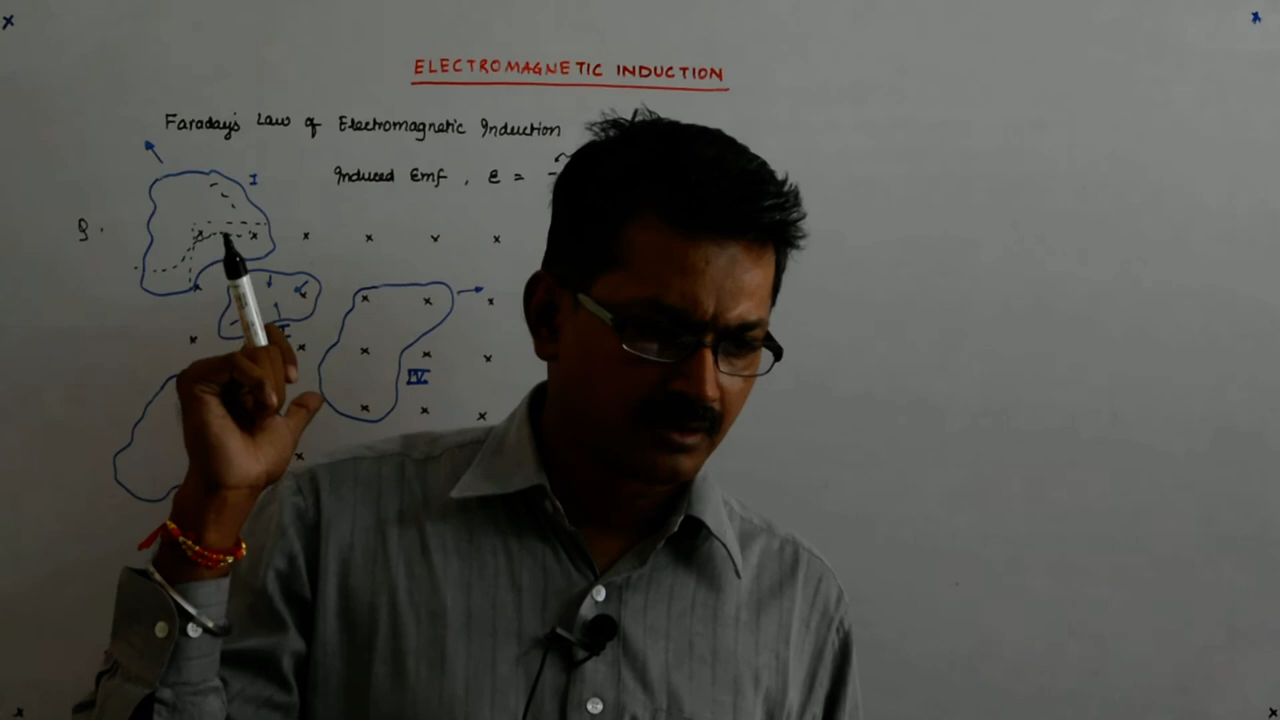 ELECTROMAGNETIC INDUCTION
Faraday's Law of Electromagnetic Induction
Induced Emf , e =
I
g.
IV